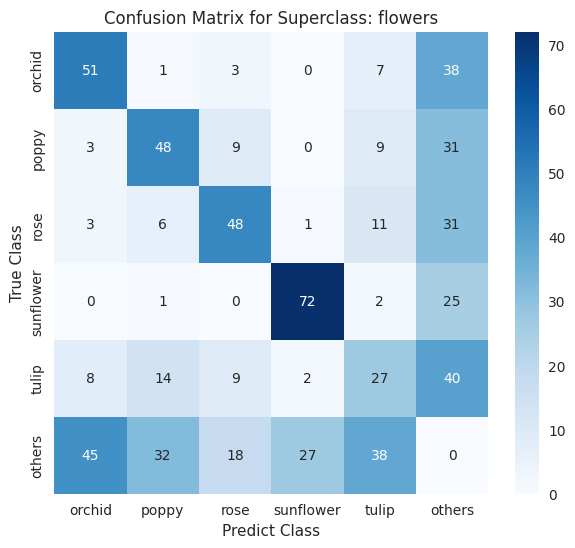 Confusion Matrix for Superclass: flowers
True Class
orchid 51 1 3 0 7 38
poppy 3 48 9 0 9 31
rose 3 6 48 1 11 31
sunflower 0 1 0 72 2 25
tulip 8 14 9 2 27 40
others 45 32 18 27 38 0
orchid poppy rose sunflower tulip others
Predict Class
70
60
50
40
30
20
10
0